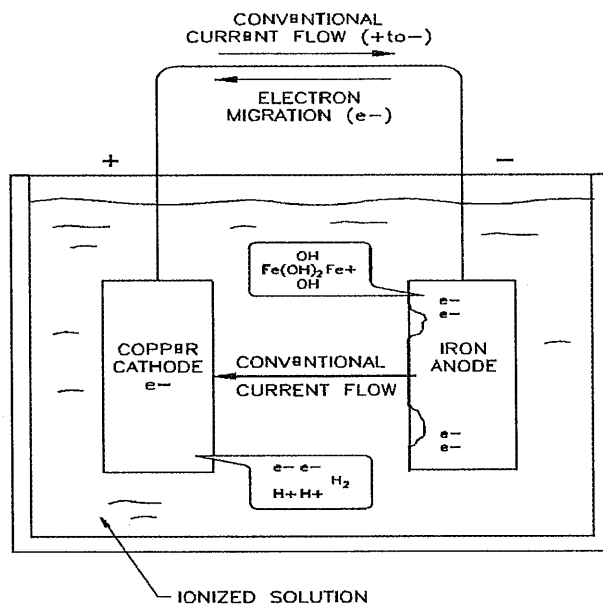 CONVENTIONAL
CURRENT FLOW (+to−)
ELECTRON
MIGRATION (e−)
+
−
OH
Fe(OH)₂Fe+
OH
e−
e−
COPPER
CATHODE
e−
CONVENTIONAL
CURRENT FLOW
IRON
ANODE
e−
e−
e− e−
H₂
H+H+
IONIZED SOLUTION